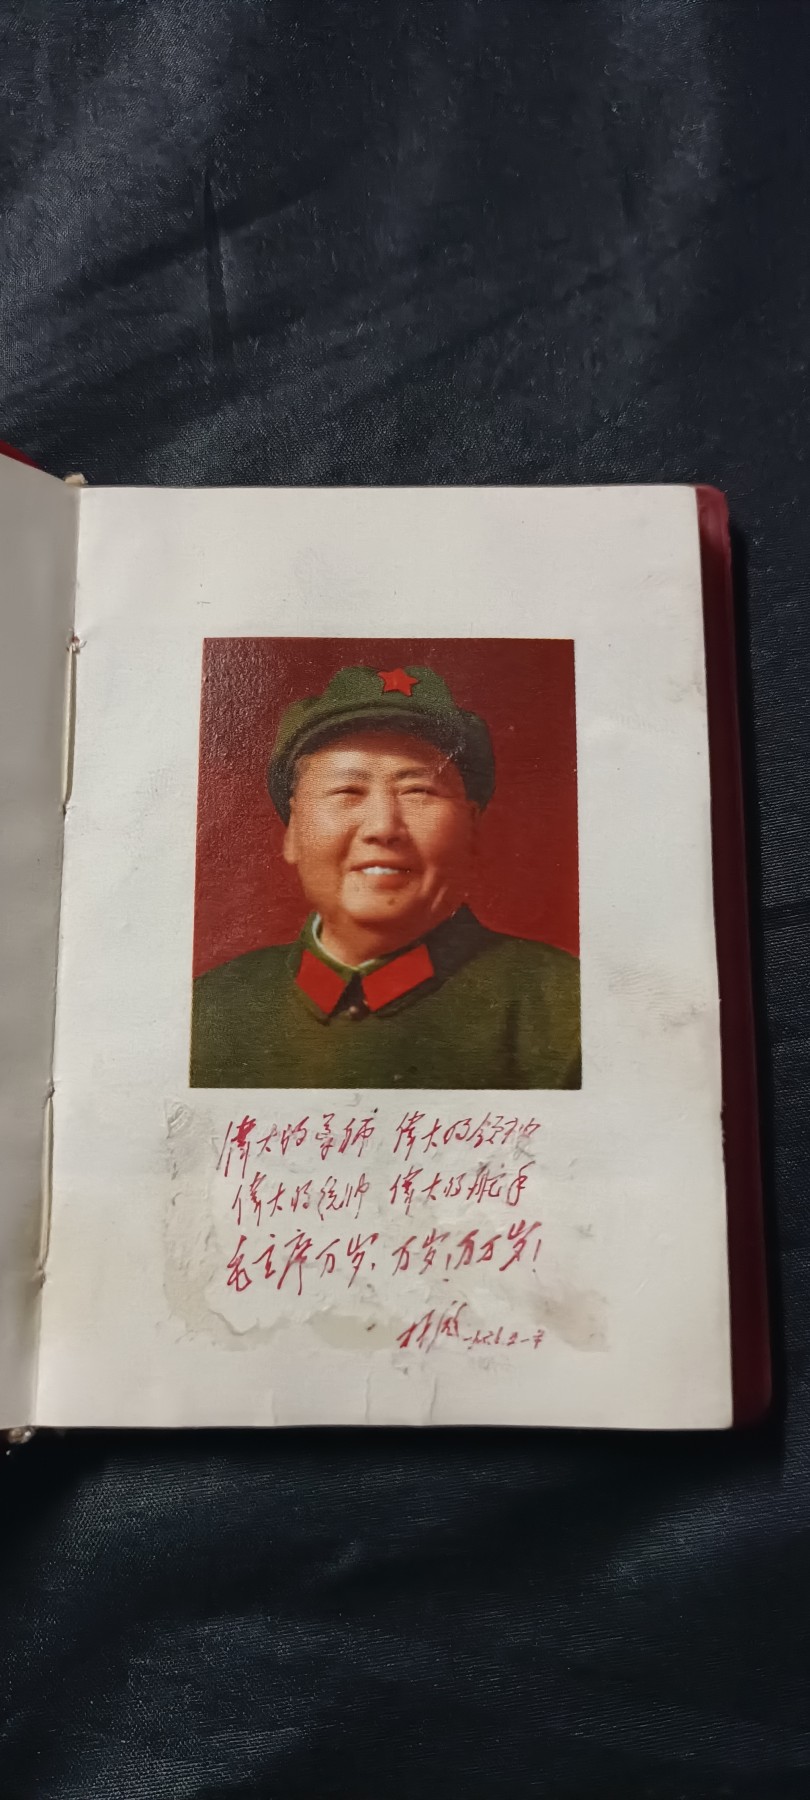 偉大的导师 偉大的领袖
偉大的统帅 偉大的舵手
毛主席万岁，万岁！万万岁！
林彪